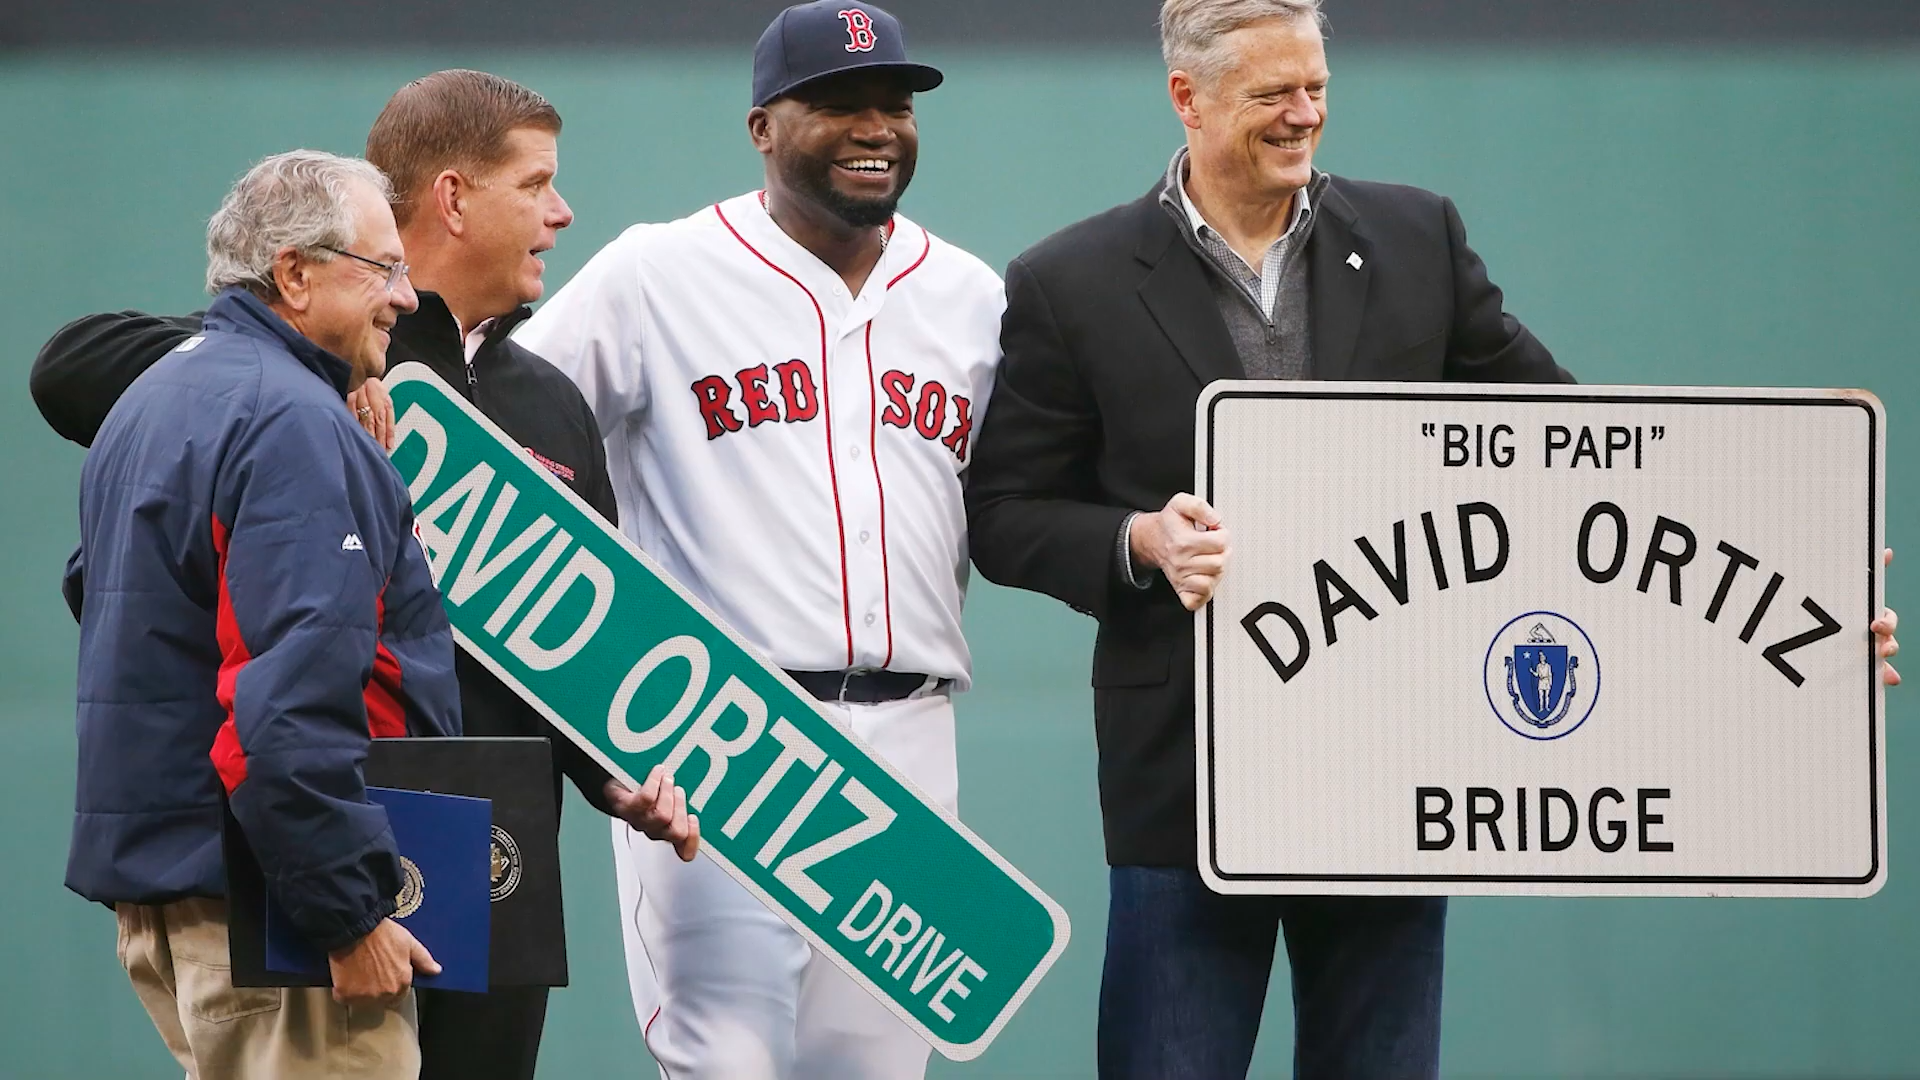 B
RED SOX
DAVID ORTIZ DRIVE
"BIG PAPI"
DAVID ORTIZ
BRIDGE